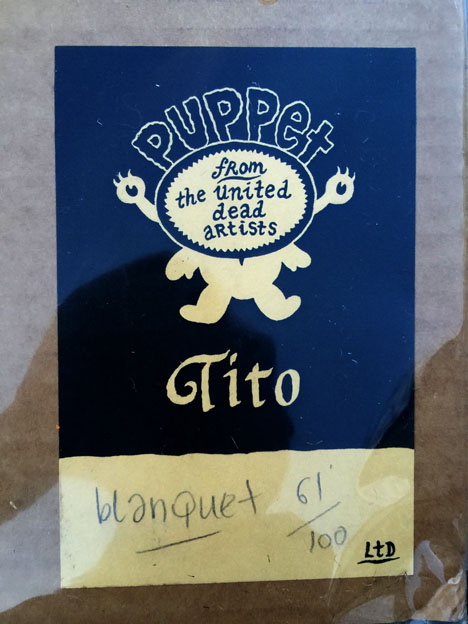 PUPPet
fRom
the united
dead
aRtists
Tito
blanquet 61/100
LtD